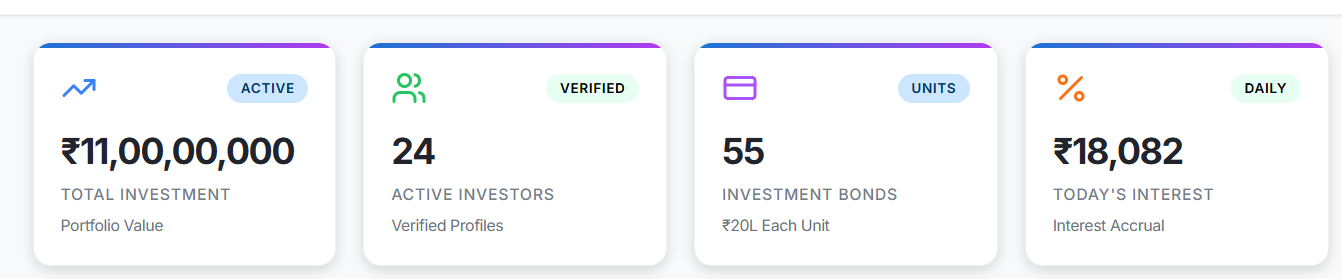 ACTIVE
₹11,00,00,000
TOTAL INVESTMENT
Portfolio Value
VERIFIED
24
ACTIVE INVESTORS
Verified Profiles
UNITS
55
INVESTMENT BONDS
₹20L Each Unit
DAILY
₹18,082
TODAY'S INTEREST
Interest Accrual